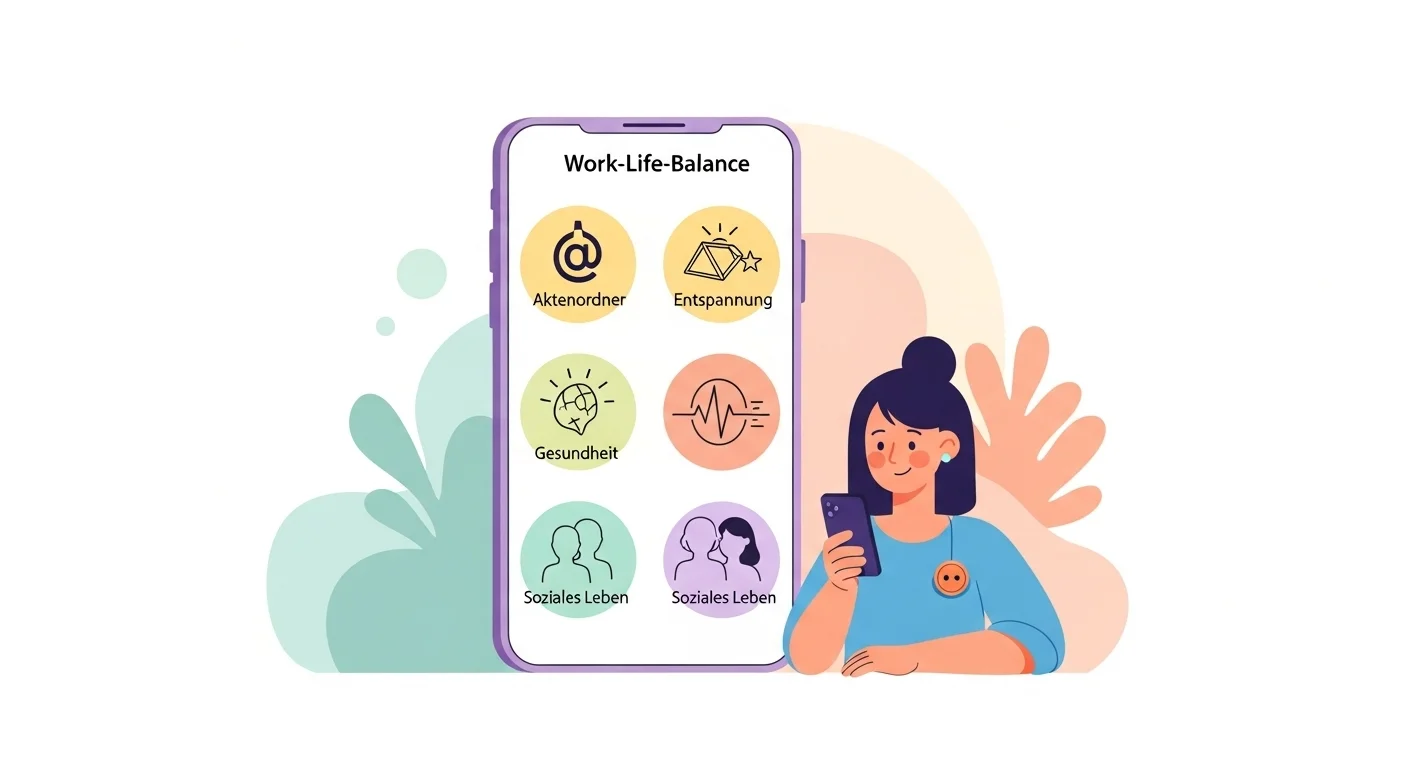 Work-Life-Balance
@
Aktenordner
Entspannung
Gesundheit
Soziales Leben
Soziales Leben